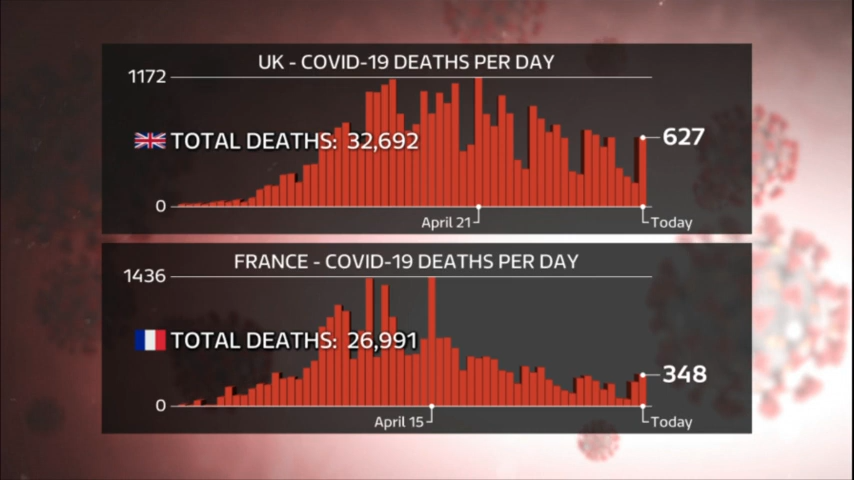 UK - COVID-19 DEATHS PER DAY
1172
TOTAL DEATHS: 32,692
627
0
April 21
Today
FRANCE - COVID-19 DEATHS PER DAY
1436
TOTAL DEATHS: 26,991
348
0
April 15
Today